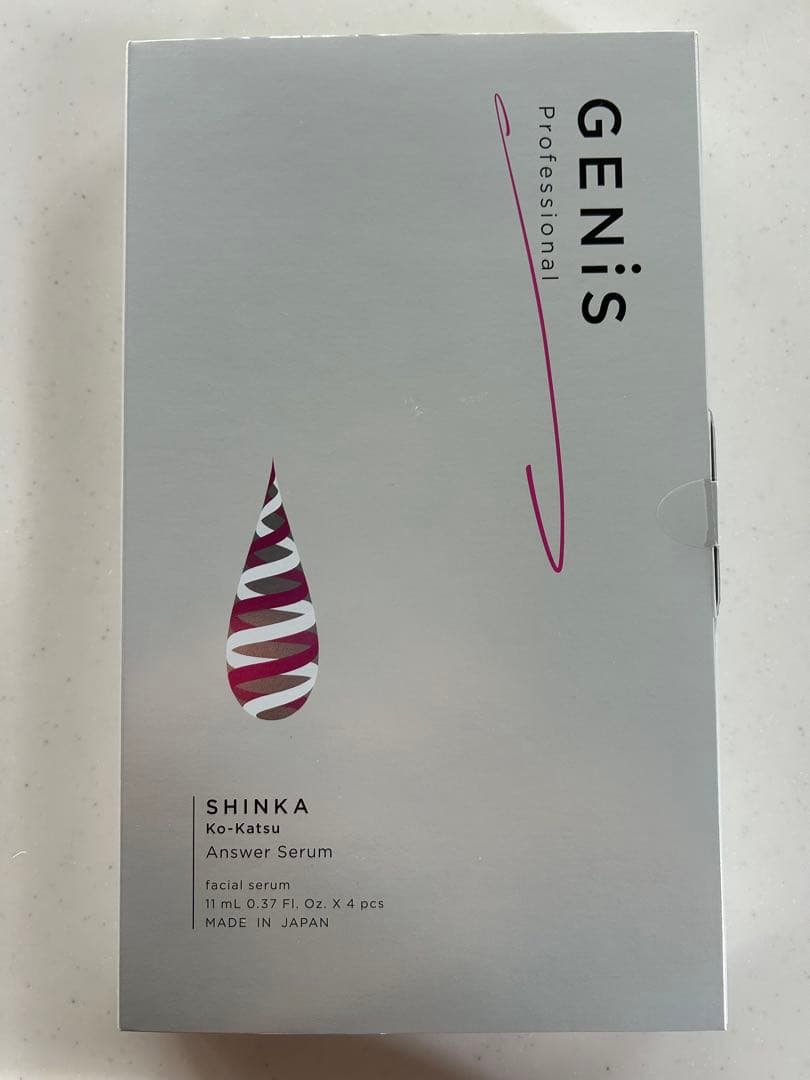 GENiS
Professional
SHINKA
Ko-Katsu
Answer Serum
facial serum
11 mL 0.37 Fl. Oz. X 4 pcs
MADE IN JAPAN